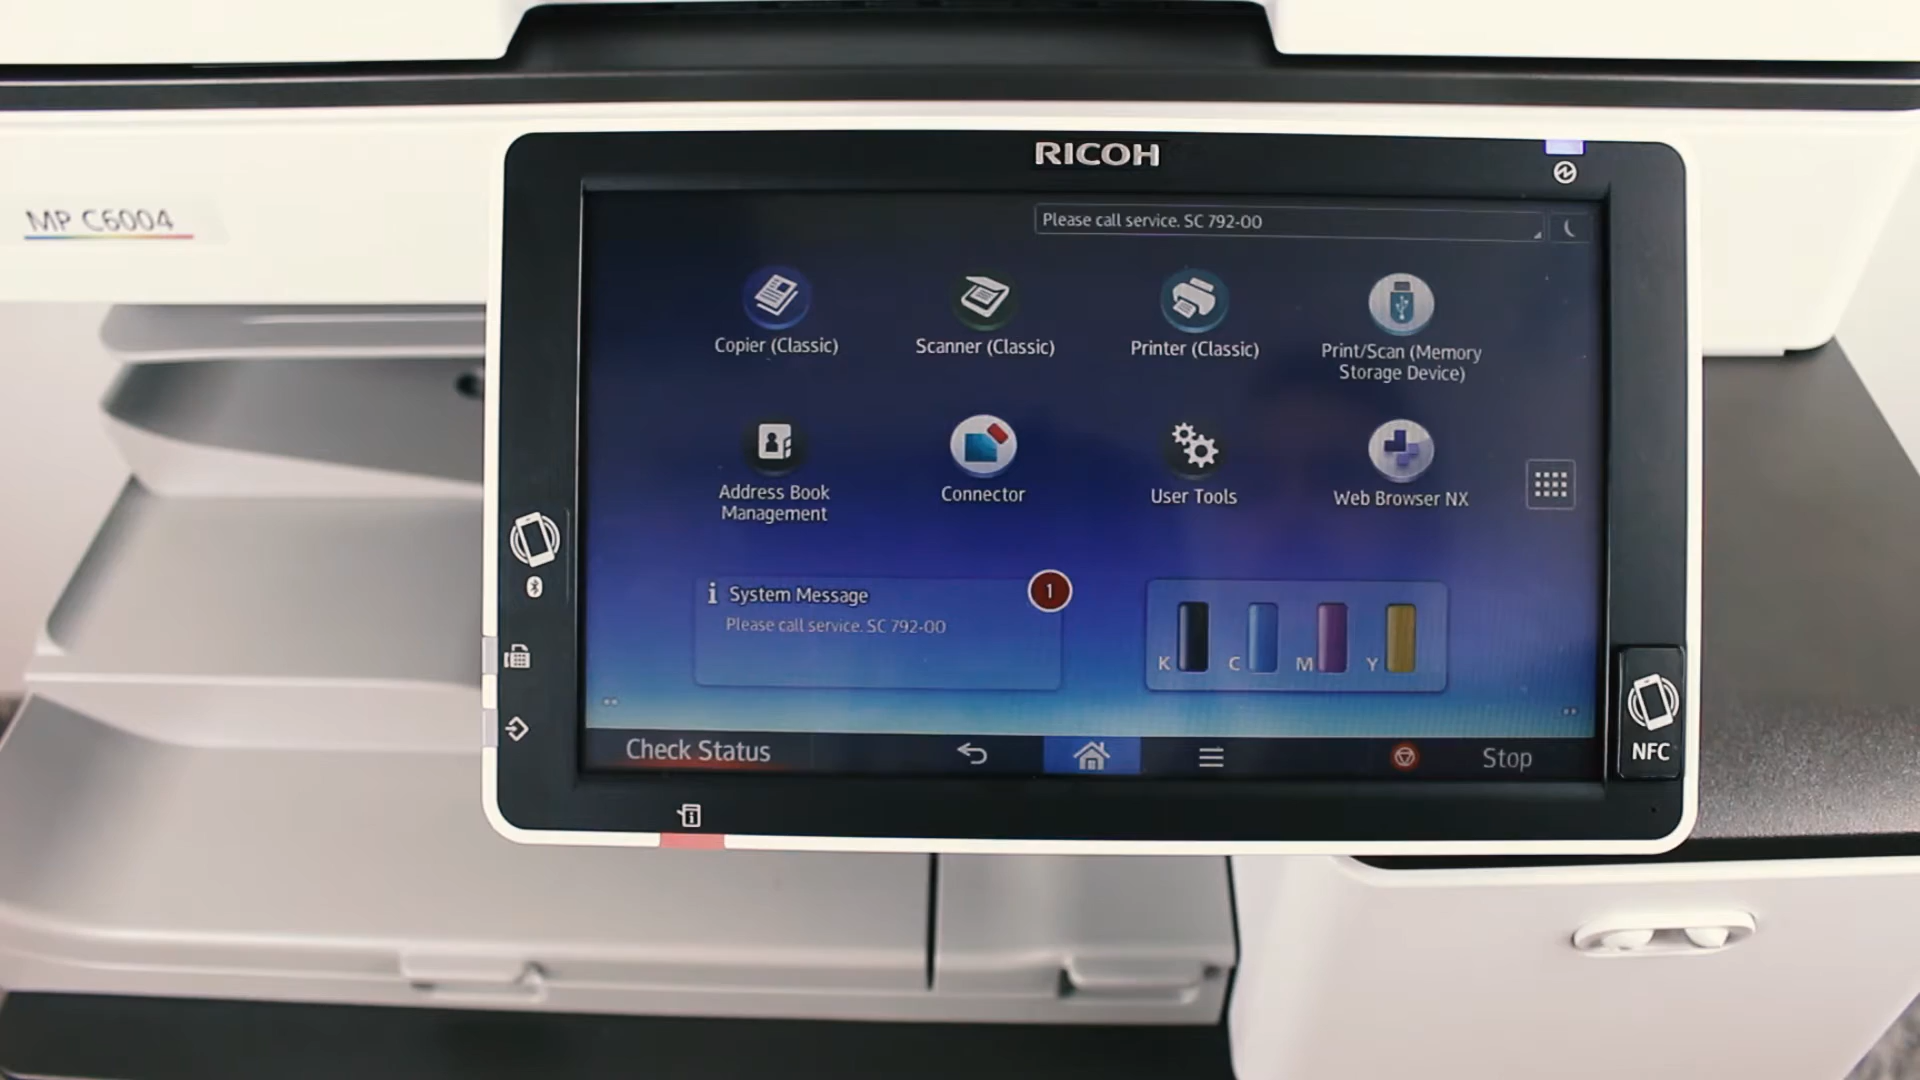 RICOH
MP C6004
Please call service. SC 792-00
Copier (Classic)
Scanner (Classic)
Printer (Classic)
Print/Scan (Memory
Storage Device)
Address Book
Management
Connector
User Tools
Web Browser NX
System Message
1
Please call service. SC 792-00
K C M Y
Check Status
Stop
NFC